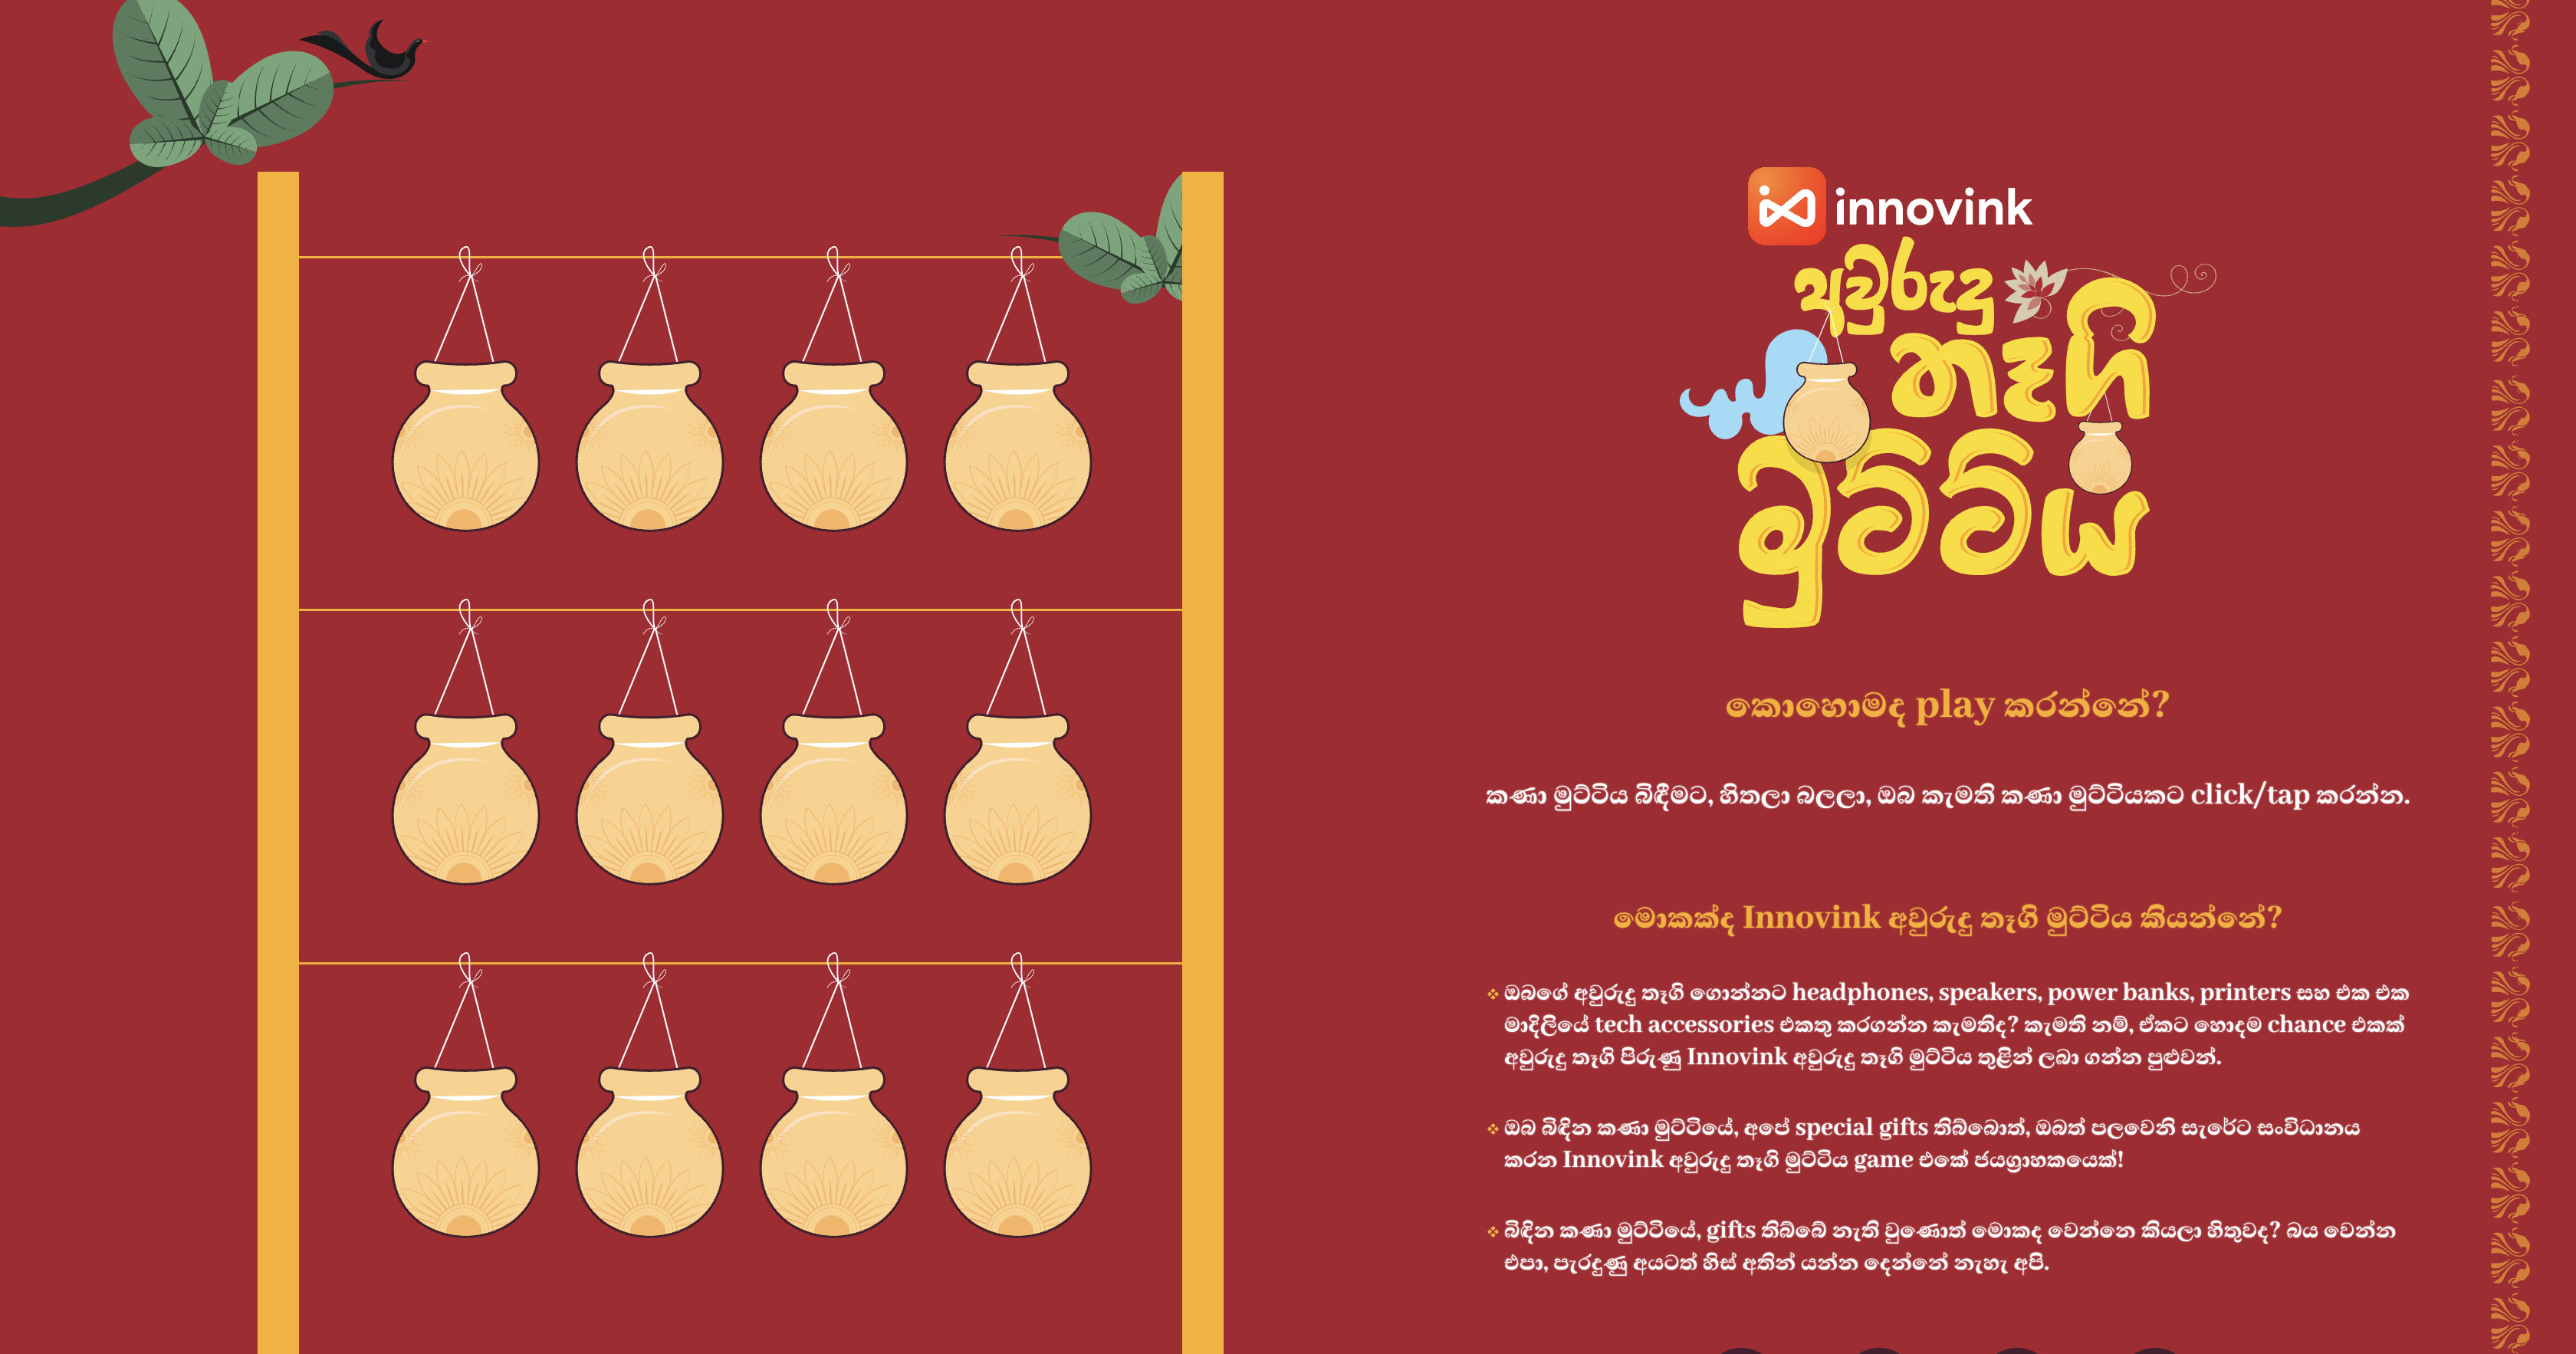 innovink
අවුරුදු
තෑගි
මුට්ටිය
කොහොමද play කරන්නේ?
කණා මුට්ටිය බිඳීමට, හිතලා බලලා, ඔබ කැමති කණා මුට්ටියකට click/tap කරන්න.
මොකක්ද Innovink අවුරුදු තෑගි මුට්ටිය කියන්නේ?
ඔබගේ අවුරුදු තෑගි ගොන්නට headphones, speakers, power banks, printers සහ එක එක
මාදිලියේ tech accessories එකතු කරගන්න කැමතිද? කැමති නම්, ඒකට හොදම chance එකක්
අවුරුදු තෑගි පිරුණු Innovink අවුරුදු තෑගි මුට්ටිය තුළින් ලබා ගන්න පුළුවන්.
ඔබ බිඳින කණා මුට්ටියේ, අපේ special gifts තිබ්බොත්, ඔබත් පලවෙනි සැරේට සංවිධානය
කරන Innovink අවුරුදු තෑගි මුට්ටිය game එකේ ජයග්‍රාහකයෙක්!
බිඳින කණා මුට්ටියේ, gifts තිබ්බේ නැති වුණොත් මොකද වෙන්නෙ කියලා හිතුවද? බය වෙන්න
එපා, පැරදුණු අයටත් හිස් අතින් යන්න දෙන්නේ නැහැ අපි.